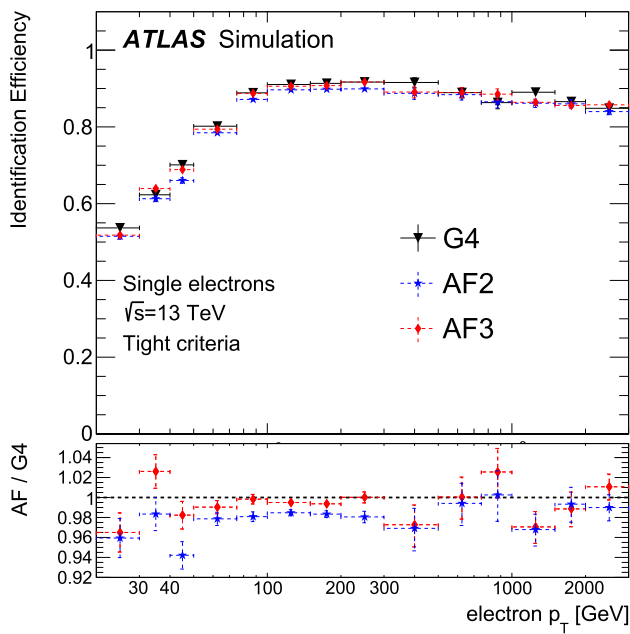 Identification Efficiency
1
0.8
0.6
0.4
0.2
0
ATLAS Simulation
G4
AF2
AF3
Single electrons
√s=13 TeV
Tight criteria
AF / G4
1.04
1.02
1
0.98
0.96
0.94
0.92
30 40 100 200 300 1000 2000
electron p_T [GeV]